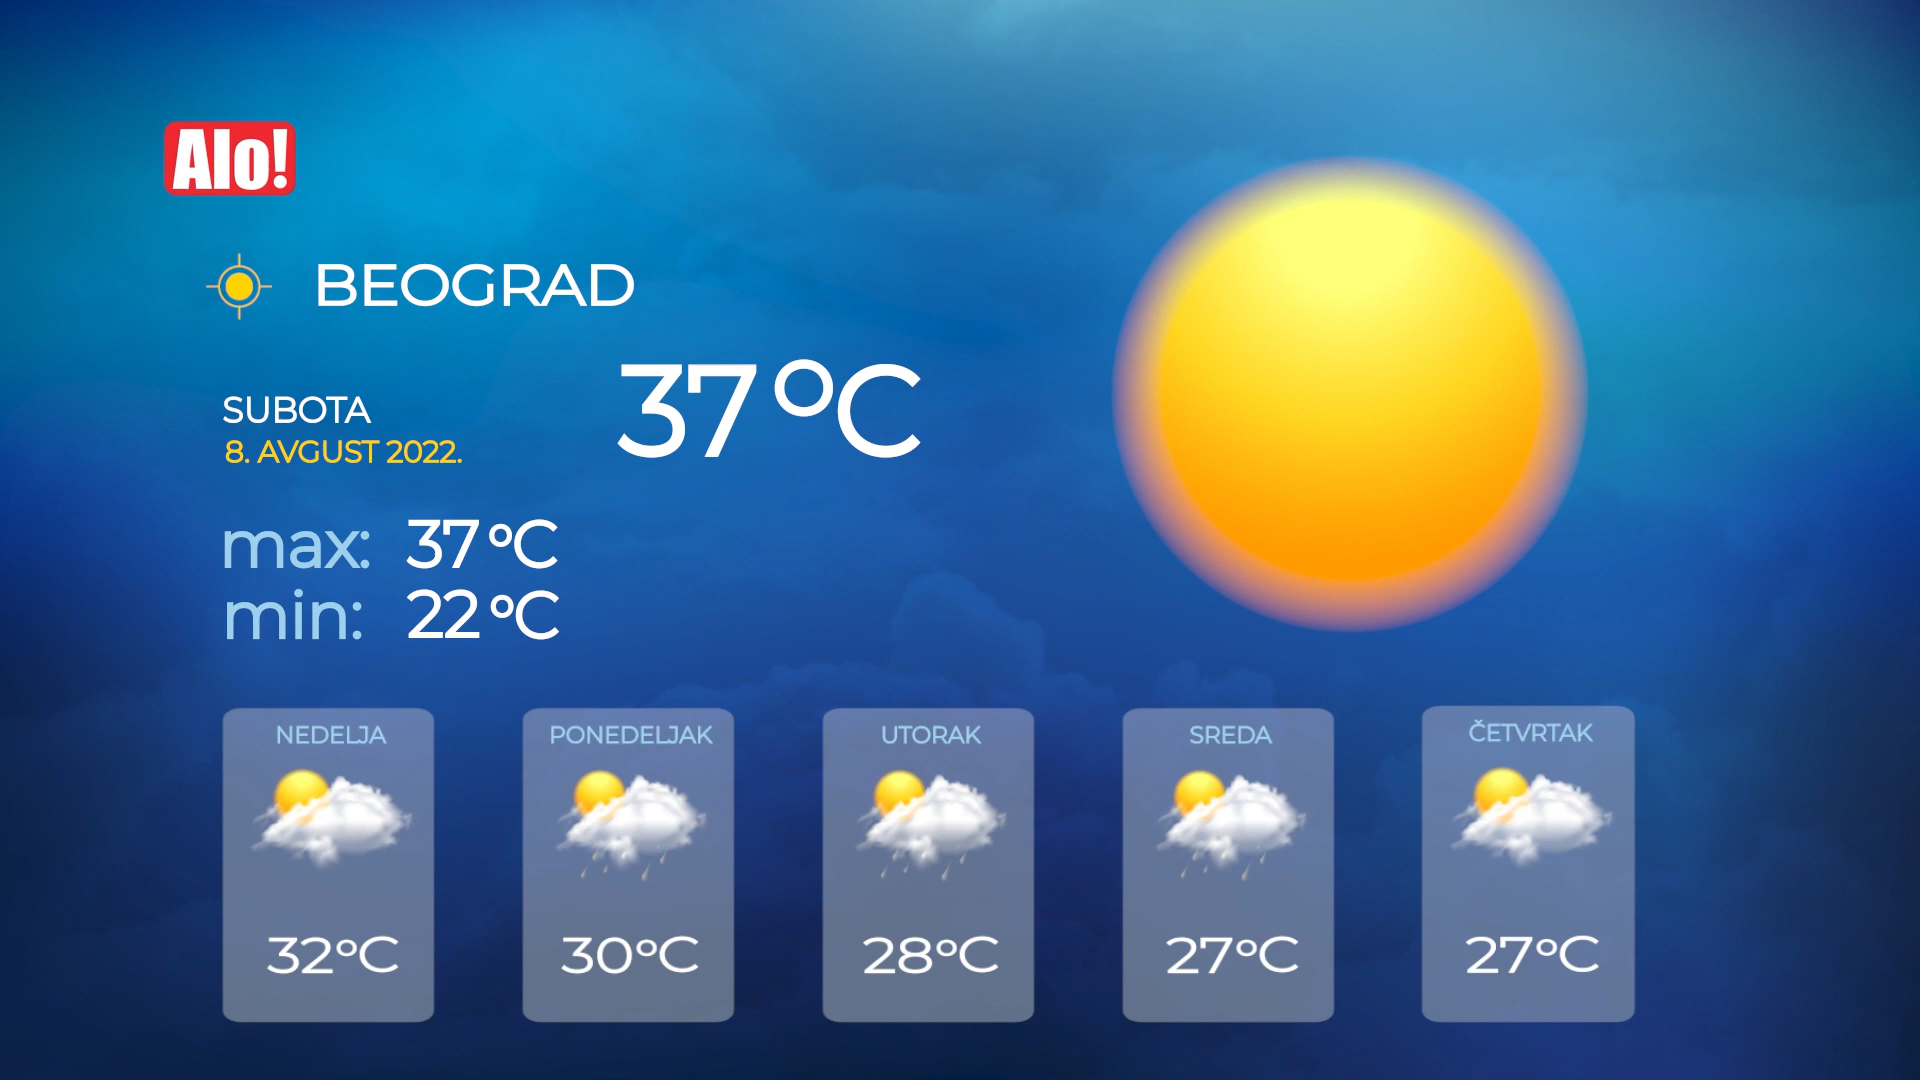 Alo!
BEOGRAD
37°C
SUBOTA
8. AVGUST 2022.
max: 37°C
min: 22°C
NEDELJA
32°C
PONEDELJAK
30°C
UTORAK
28°C
SREDA
27°C
ČETVRTAK
27°C